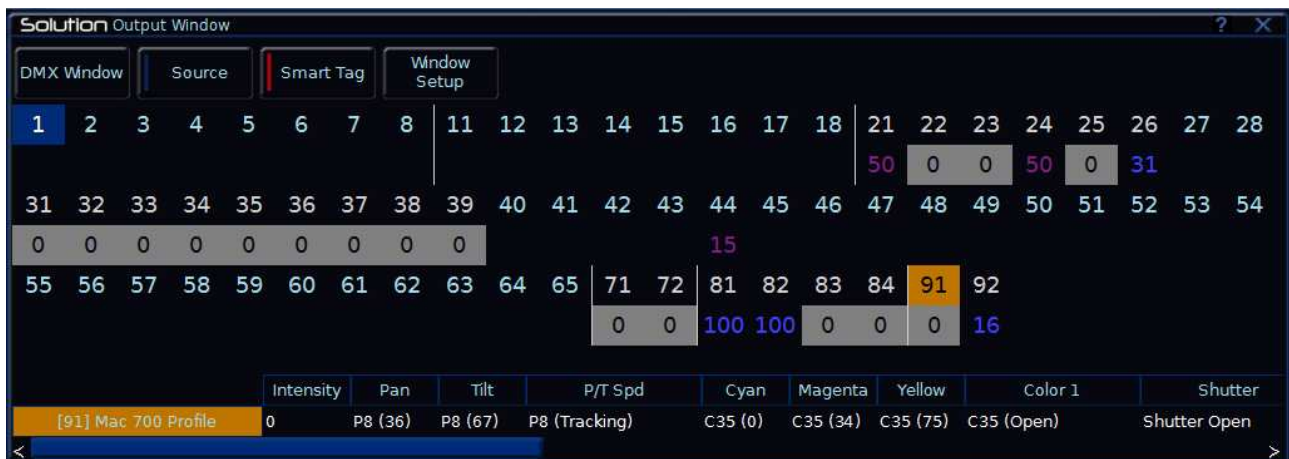 Solution Output Window ? X
DMX Window Source Smart Tag Window Setup
1 2 3 4 5 6 7 8 11 12 13 14 15 16 17 18 21 22 23 24 25 26 27 28
50 0 0 50 0 31
31 32 33 34 35 36 37 38 39 40 41 42 43 44 45 46 47 48 49 50 51 52 53 54
0 0 0 0 0 0 0 0 0 15
55 56 57 58 59 60 61 62 63 64 65 71 72 81 82 83 84 91 92
0 0 100 100 0 0 0 16
Intensity Pan Tilt P/T Spd Cyan Magenta Yellow Color 1 Shutter
[91] Mac 700 Profile 0 P8 (36) P8 (67) P8 (Tracking) C35 (0) C35 (34) C35 (75) C35 (Open) Shutter Open
< >